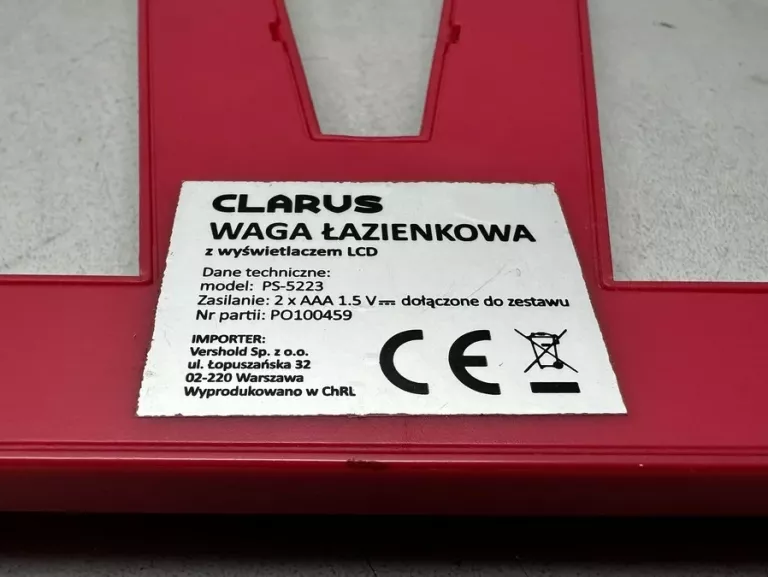 CLARUS
WAGA ŁAZIENKOWA
z wyświetlaczem LCD
Dane techniczne:
model: PS-5223
Zasilanie: 2 x AAA 1.5 V⎓ dołączone do zestawu
Nr partii: PO100459
IMPORTER:
Vershold Sp. z o.o.
ul. Łopuszańska 32
02-220 Warszawa
Wyprodukowano w ChRL
CE